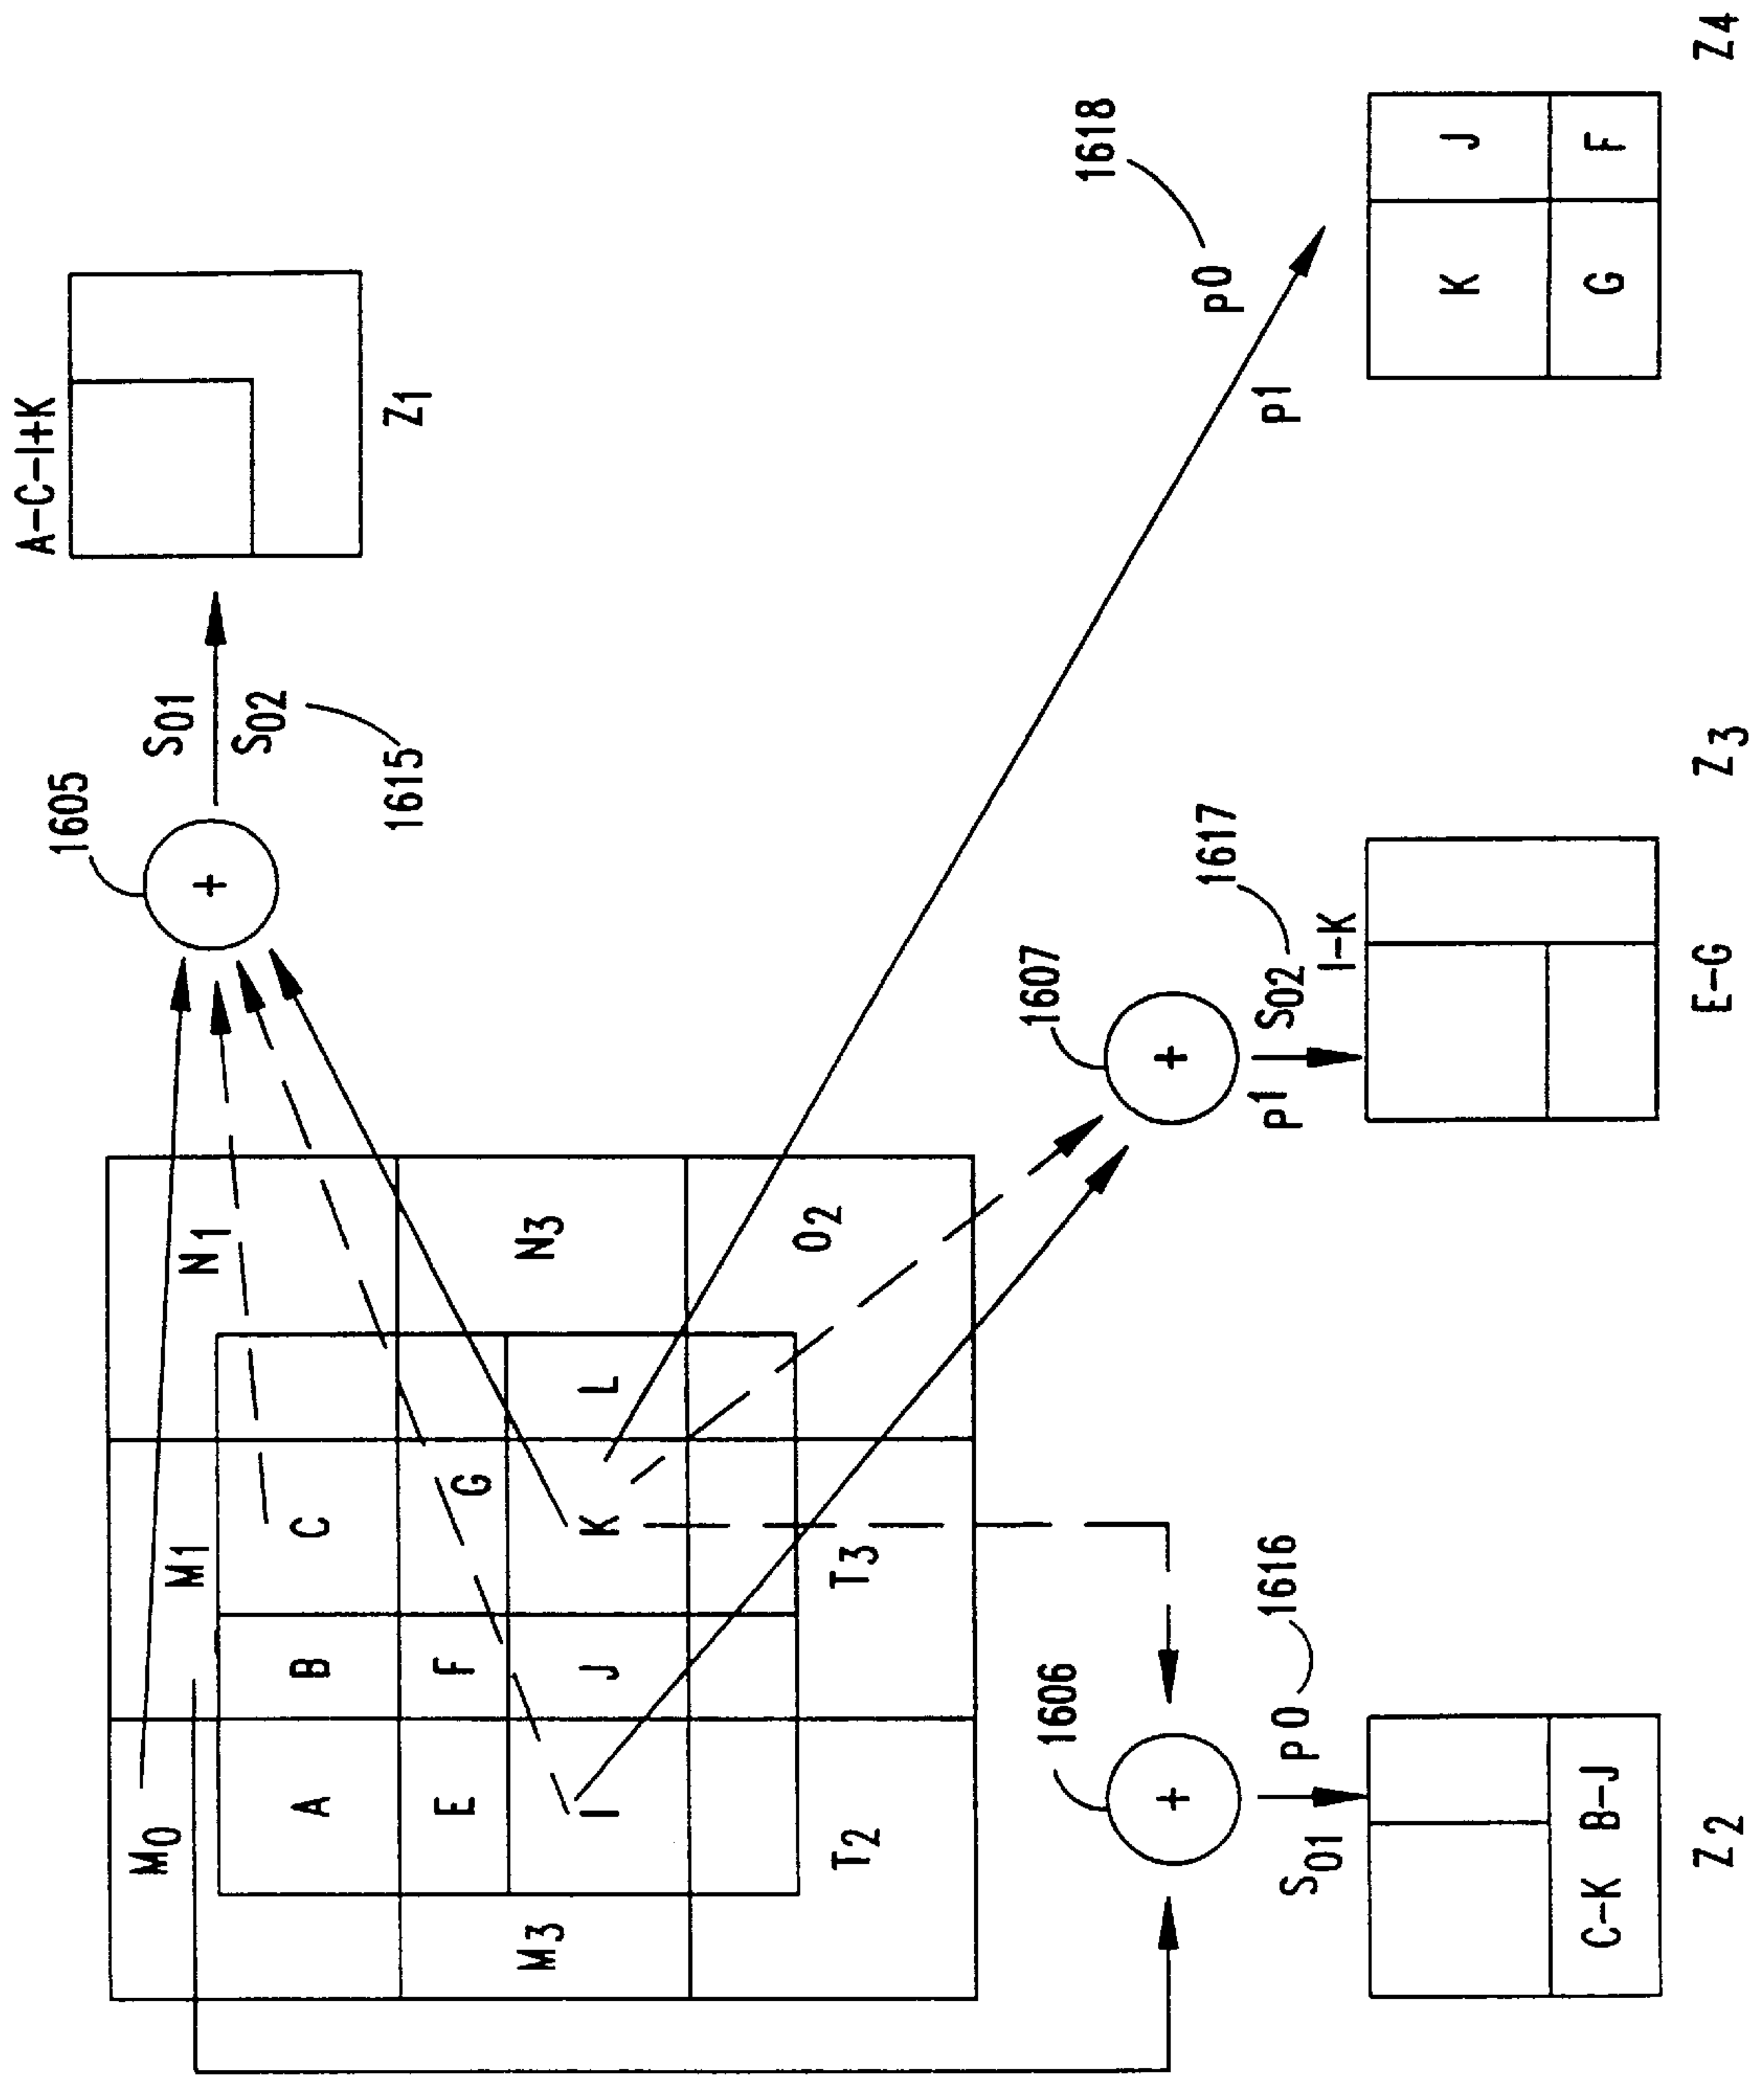 A-C-I+K
Z1
1605
S01
S02
1615
M0
M1
N1
A
B
C
E
F
G
I
J
K
L
M3
N3
T2
T3
O2
1606
S01
P0
1616
C-K B-J
Z2
1607
P1
S02
1617
I-K
E-G
Z3
P1
P0
1618
K
J
G
F
Z4